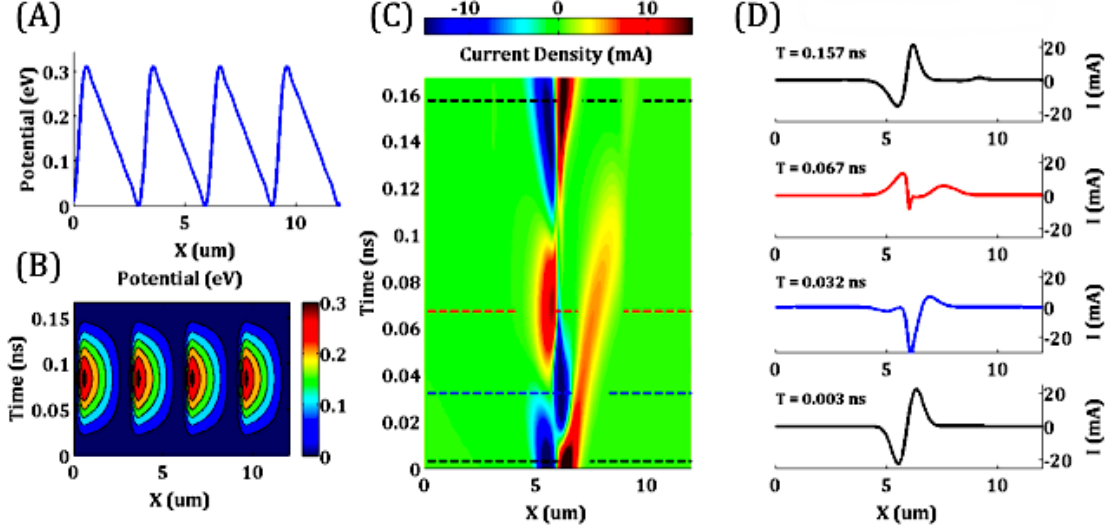 (A)
Potential (eV)
0.3
0.2
0.1
0
0 5 10
X (um)
(B)
Potential (eV)
Time (ns)
0.15
0.1
0.05
0
0 5 10
X (um)
0.3
0.2
0.1
0
(C)
-10 0 10
Current Density (mA)
Time (ns)
0.16
0.14
0.12
0.1
0.08
0.06
0.04
0.02
0
0 5 10
X (um)
(D)
T = 0.157 ns
20
0
-20
I (mA)
5 10
T = 0.067 ns
20
0
-20
I (mA)
5 10
T = 0.032 ns
20
0
-20
I (mA)
5 10
T = 0.003 ns
20
0
-20
I (mA)
0 5 10
X (um)